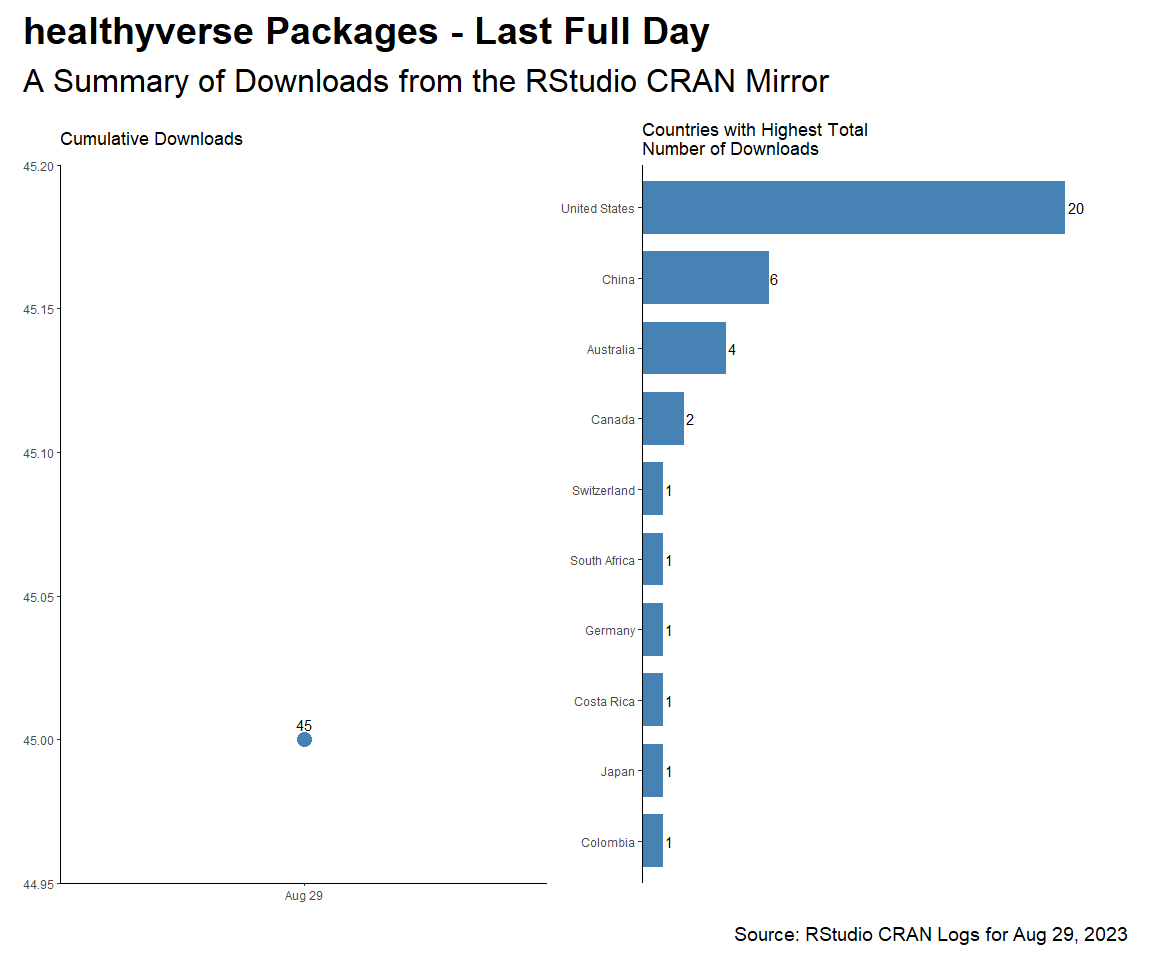 healthyverse Packages - Last Full Day
A Summary of Downloads from the RStudio CRAN Mirror
Cumulative Downloads
45.20
45.15
45.10
45.05
45.00
44.95
45
Aug 29
Countries with Highest Total
Number of Downloads
United States 20
China 6
Australia 4
Canada 2
Switzerland 1
South Africa 1
Germany 1
Costa Rica 1
Japan 1
Colombia 1
Source: RStudio CRAN Logs for Aug 29, 2023